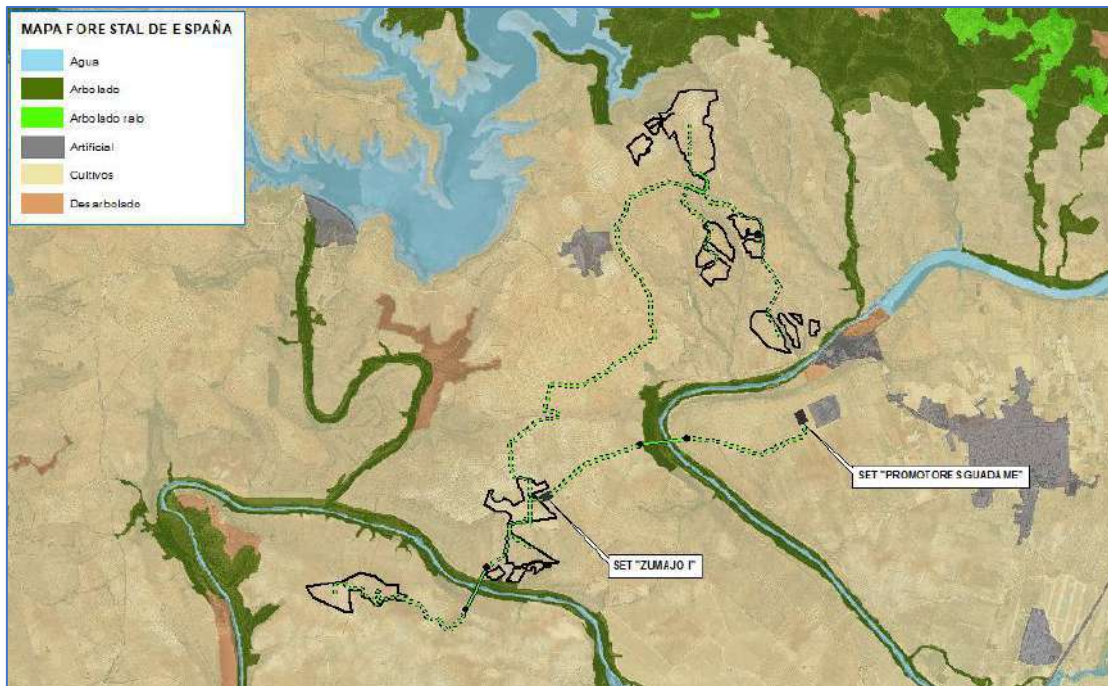 MAPA FORESTAL DE ESPAÑA
Agua
Arbolado
Arbolado ralo
Artificial
Cultivos
Desarbolado
SET "PROMOTORES GUADAME"
SET "ZUMAJO I"